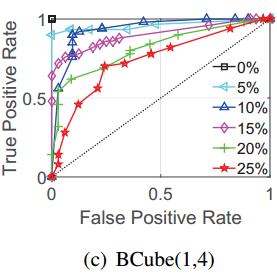 1
0.5
0
True Positive Rate
0%
5%
10%
15%
20%
25%
0 0.5 1
False Positive Rate
(c) BCube(1,4)